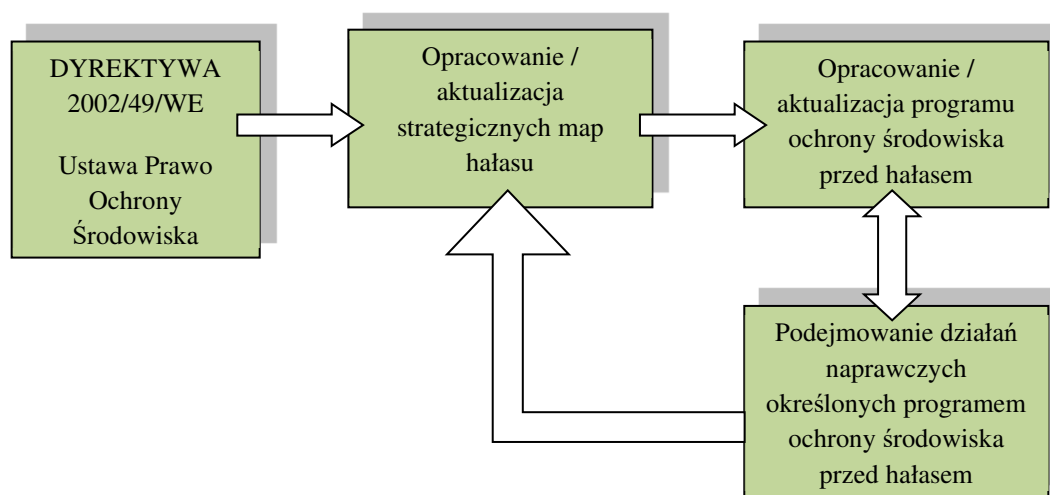 DYREKTYWA
2002/49/WE
Ustawa Prawo
Ochrony
Środowiska
Opracowanie /
aktualizacja
strategicznych map
hałasu
Opracowanie /
aktualizacja programu
ochrony środowiska
przed hałasem
Podejmowanie działań
naprawczych
określonych programem
ochrony środowiska
przed hałasem